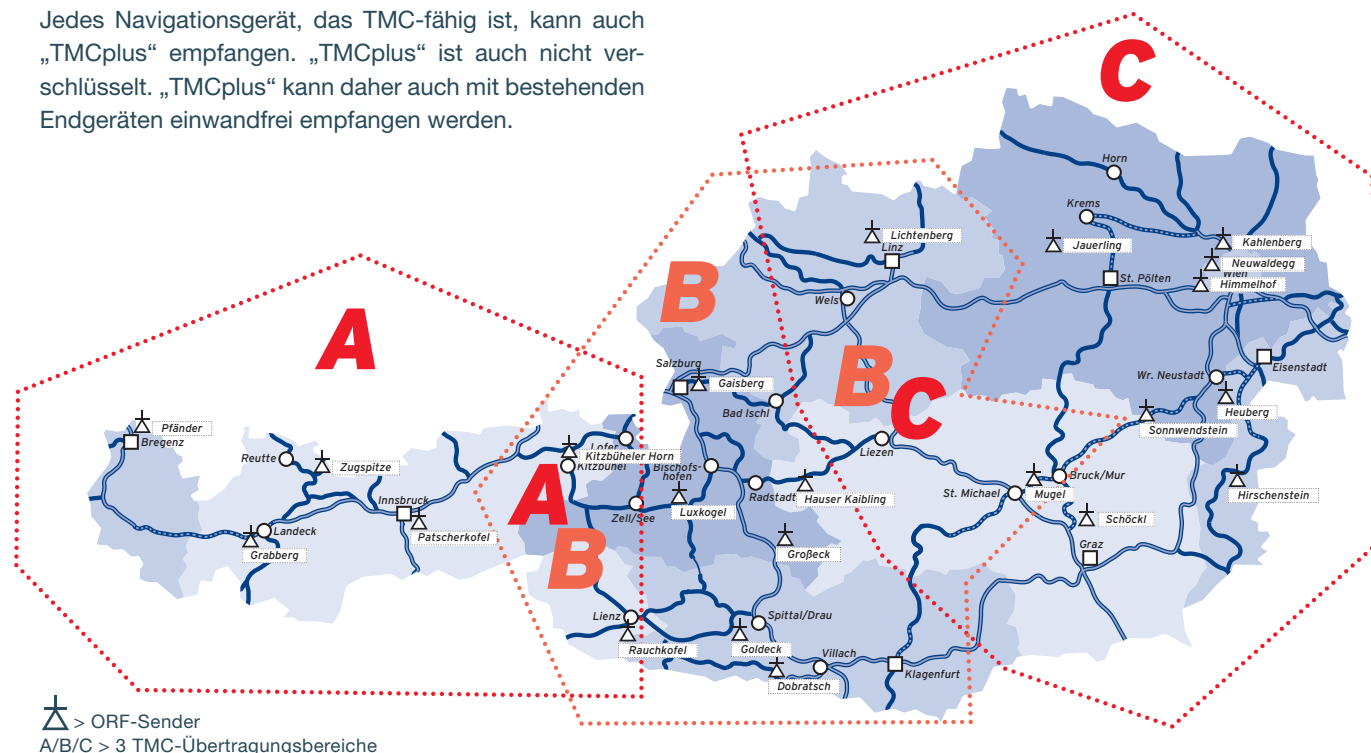 Jedes Navigationsgerät, das TMC-fähig ist, kann auch
„TMCplus“ empfangen. „TMCplus“ ist auch nicht ver-
schlüsselt. „TMCplus“ kann daher auch mit bestehenden
Endgeräten einwandfrei empfangen werden.
C
Horn
Krems
Lichtenberg
Linz
Jauerling
Kahlenberg
Neuwaldegg
Wien
Himmelhof
St. Pölten
B
Wels
A
Salzburg
Gaisberg
B
C
Bad Ischl
Eisenstadt
Wr. Neustadt
Heuberg
Sonnwendstein
Pfänder
Bregenz
Reutte
Zugspitze
Lofer
Kitzbüheler Horn
Kitzbühel
Bischofs-
hofen
Liezen
Radstadt
Hauser Kaibling
St. Michael
Bruck/Mur
Mugel
Hirschenstein
Innsbruck
Landeck
Grabberg
Patscherkofel
A
Zell/See
Luxkogel
Schöckl
Graz
B
Großeck
Lienz
Rauchkofel
Spittal/Drau
Goldeck
Villach
Dobratsch
Klagenfurt
> ORF-Sender
A/B/C > 3 TMC-Übertragungsbereiche